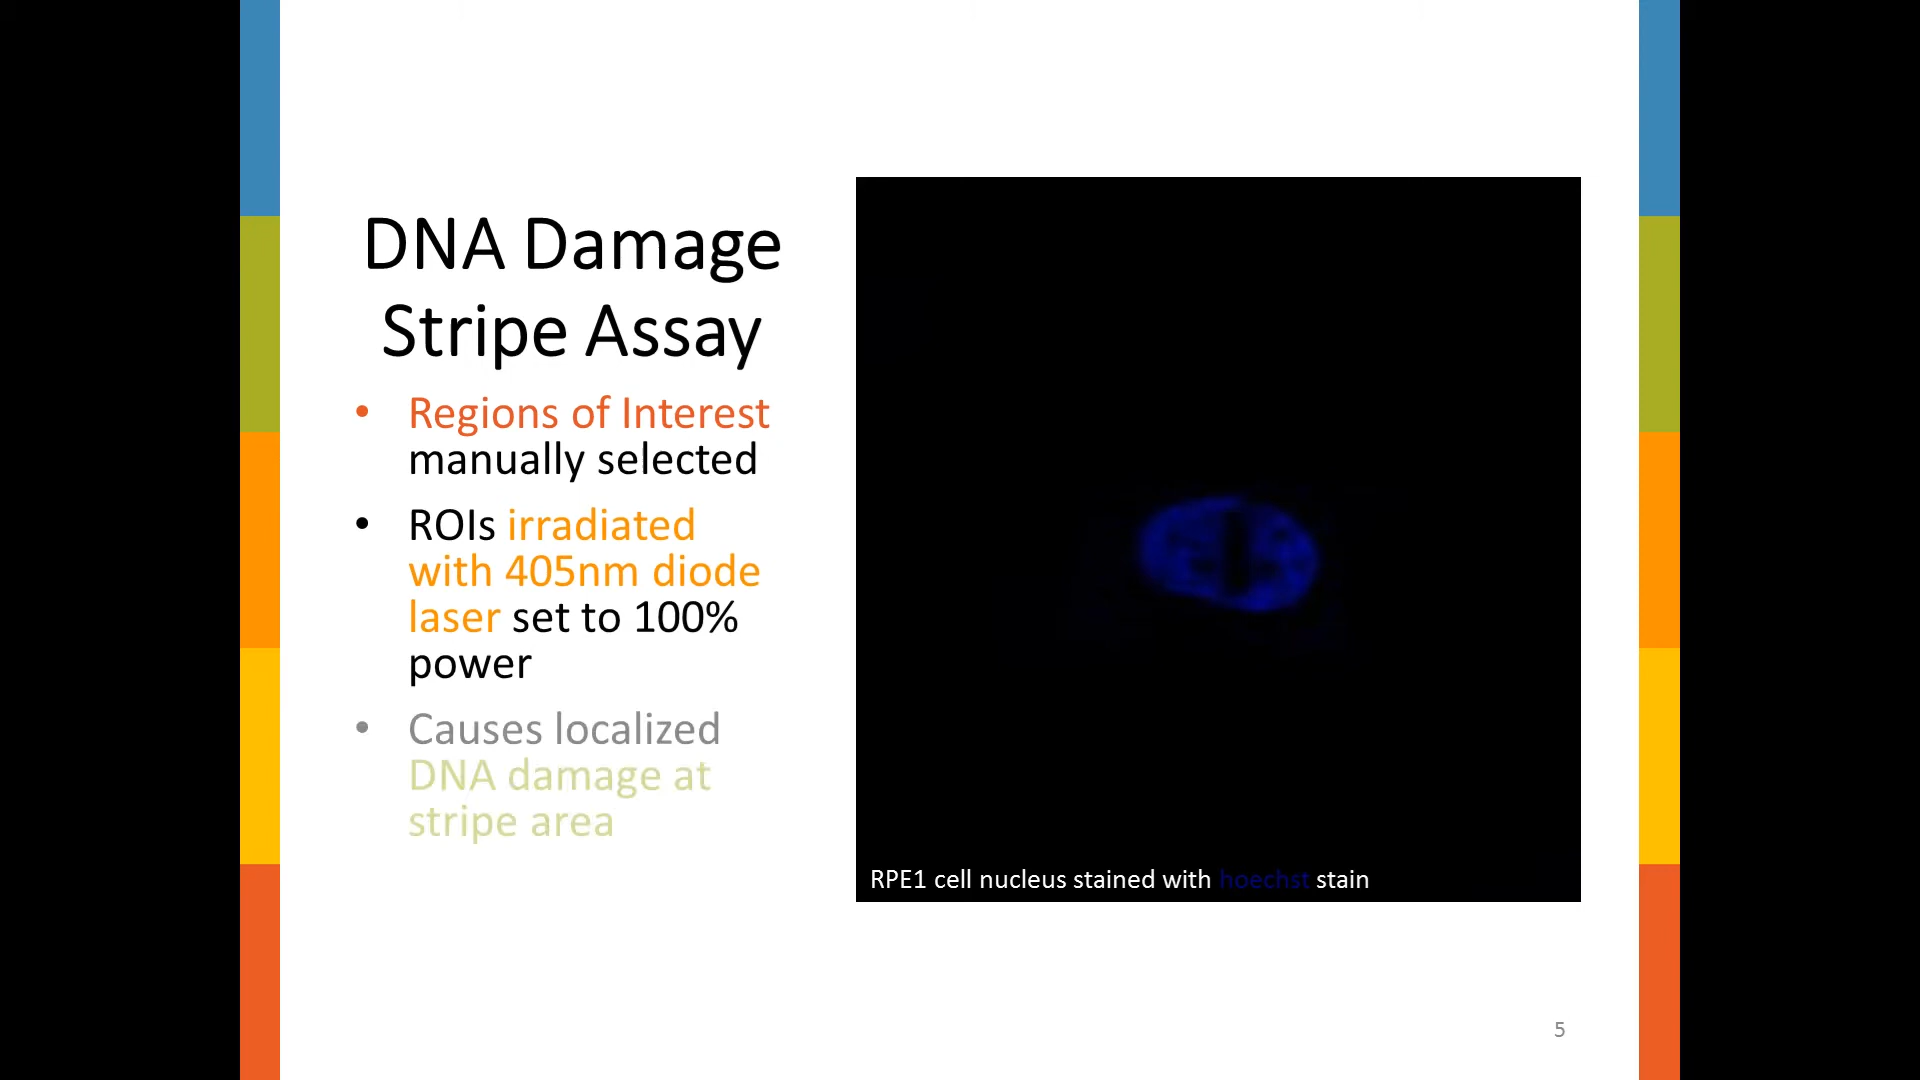 DNA Damage
Stripe Assay
• Regions of Interest
manually selected
• ROIs irradiated
with 405nm diode
laser set to 100%
power
• Causes localized
DNA damage at
stripe area
RPE1 cell nucleus stained with hoechst stain
5